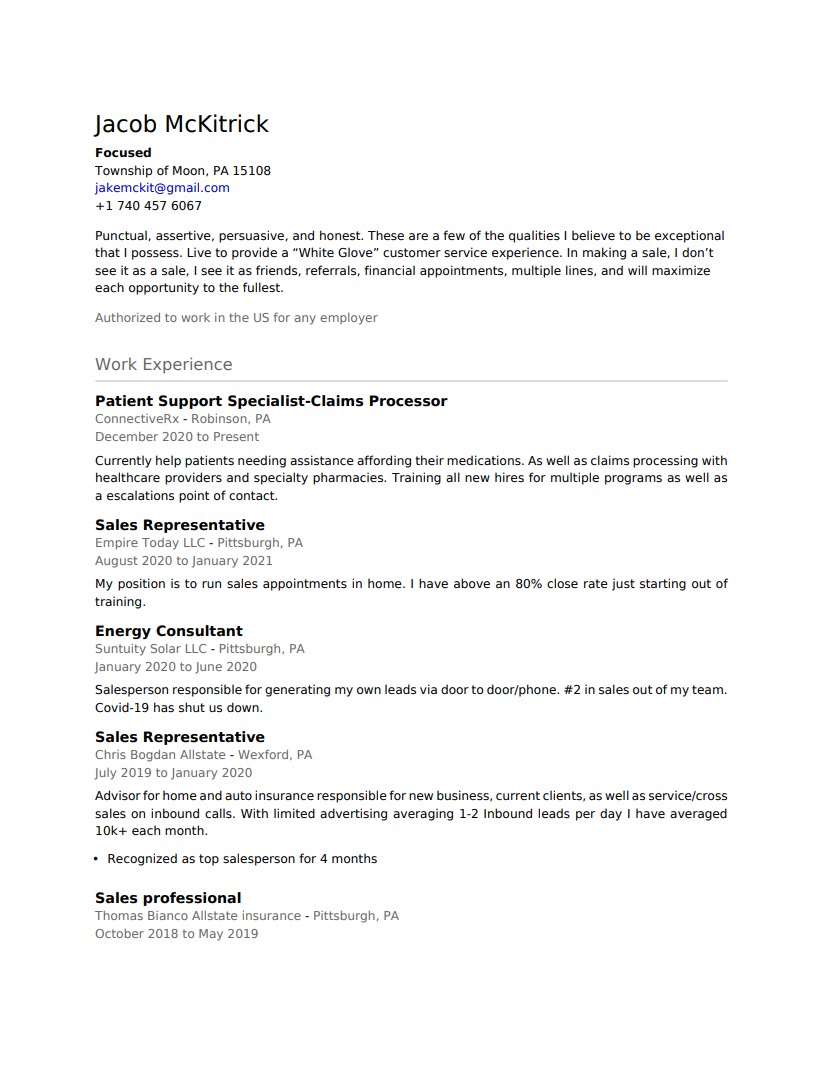 Jacob McKitrick
Focused
Township of Moon, PA 15108
jakemckit@gmail.com
+1 740 457 6067
Punctual, assertive, persuasive, and honest. These are a few of the qualities I believe to be exceptional
that I possess. Live to provide a “White Glove” customer service experience. In making a sale, I don’t
see it as a sale, I see it as friends, referrals, financial appointments, multiple lines, and will maximize
each opportunity to the fullest.
Authorized to work in the US for any employer
Work Experience
Patient Support Specialist-Claims Processor
ConnectiveRx - Robinson, PA
December 2020 to Present
Currently help patients needing assistance affording their medications. As well as claims processing with
healthcare providers and specialty pharmacies. Training all new hires for multiple programs as well as
a escalations point of contact.
Sales Representative
Empire Today LLC - Pittsburgh, PA
August 2020 to January 2021
My position is to run sales appointments in home. I have above an 80% close rate just starting out of
training.
Energy Consultant
Suntuity Solar LLC - Pittsburgh, PA
January 2020 to June 2020
Salesperson responsible for generating my own leads via door to door/phone. #2 in sales out of my team.
Covid-19 has shut us down.
Sales Representative
Chris Bogdan Allstate - Wexford, PA
July 2019 to January 2020
Advisor for home and auto insurance responsible for new business, current clients, as well as service/cross
sales on inbound calls. With limited advertising averaging 1-2 Inbound leads per day I have averaged
10k+ each month.
• Recognized as top salesperson for 4 months
Sales professional
Thomas Bianco Allstate insurance - Pittsburgh, PA
October 2018 to May 2019